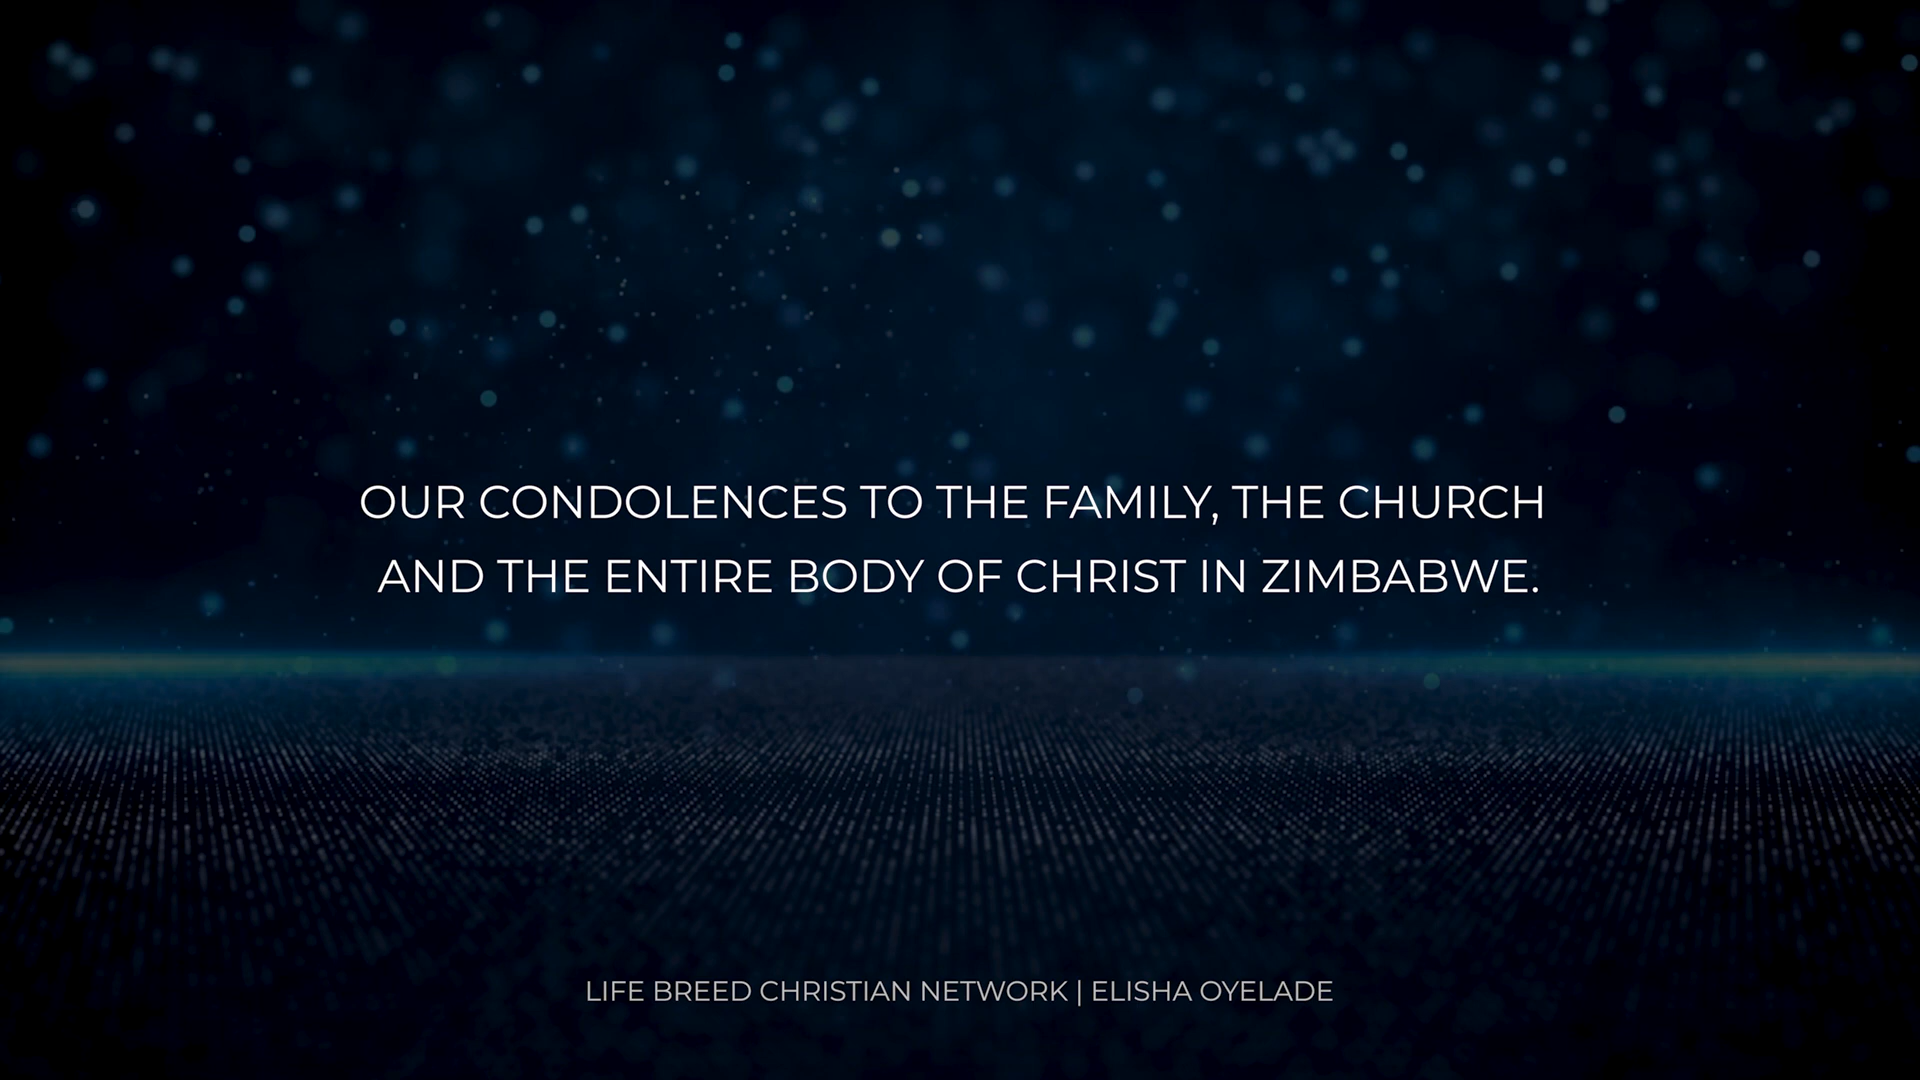 OUR CONDOLENCES TO THE FAMILY, THE CHURCH
AND THE ENTIRE BODY OF CHRIST IN ZIMBABWE.
LIFE BREED CHRISTIAN NETWORK | ELISHA OYELADE